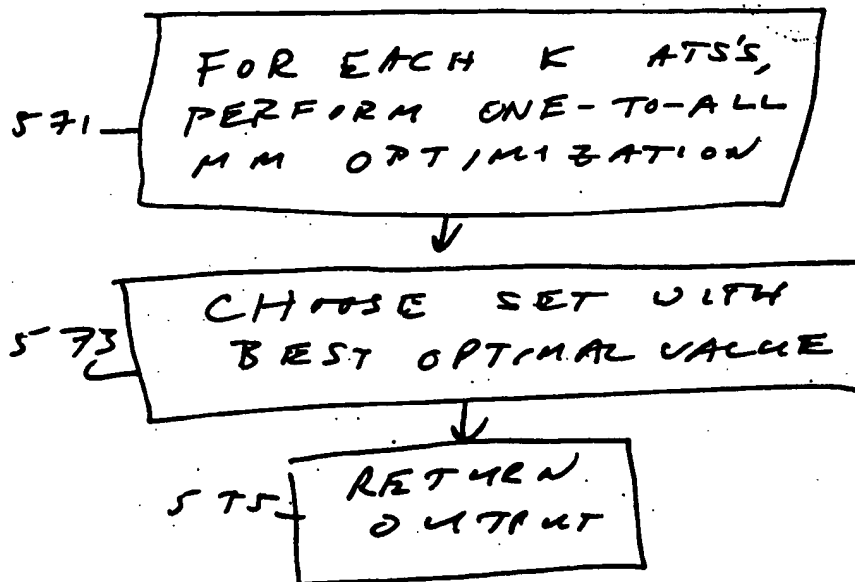 FOR EACH K ATS'S,
571
PERFORM ONE-TO-ALL
MM OPTIMIZATION
CHOOSE SET WITH
573
BEST OPTIMAL VALUE
RETURN
575
OUTPUT